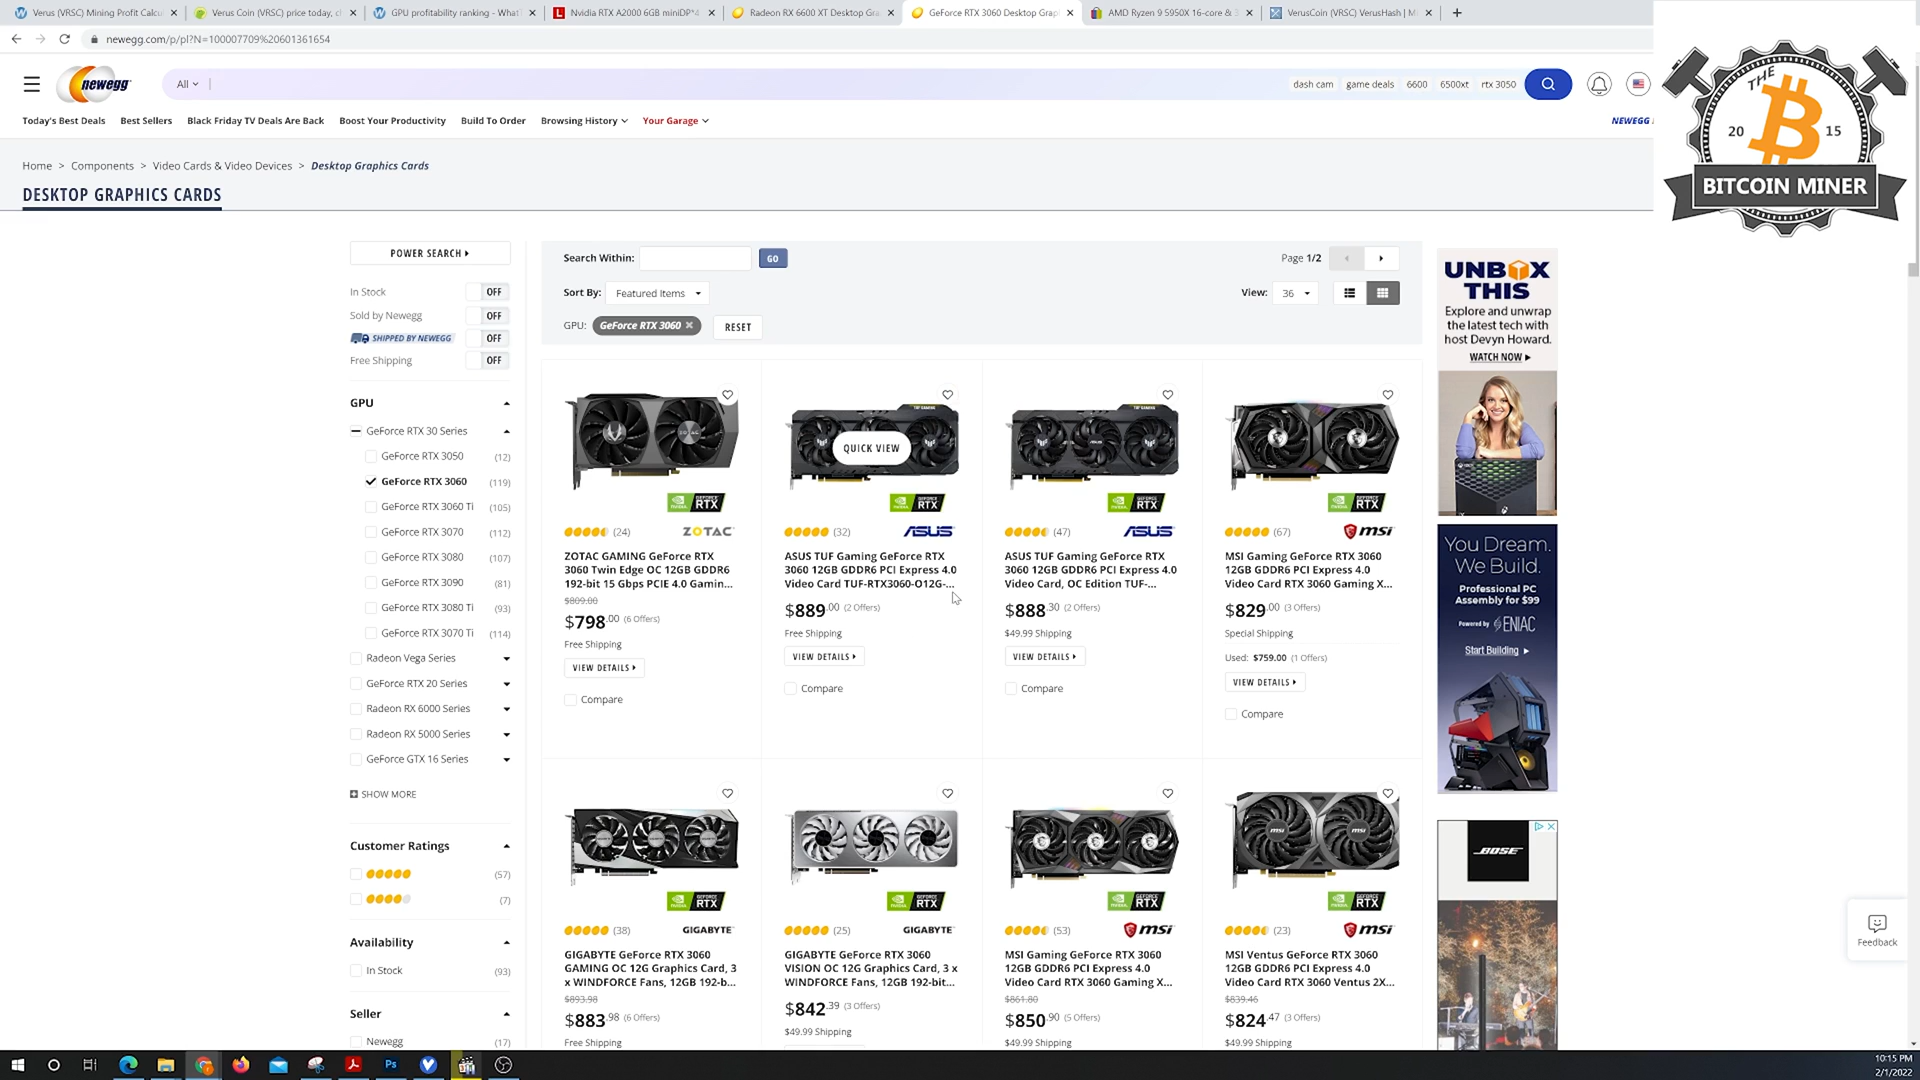 Verus (VRSC) Mining Profit Calcu
Verus Coin (VRSC) price today, c
GPU profitability ranking - What
Nvidia RTX A2000 6GB miniDP*4
Radeon RX 6600 XT Desktop Gra
GeForce RTX 3060 Desktop Grap
AMD Ryzen 9 5950X 16-core & 3
VerusCoin (VRSC) VerusHash | M
newegg.com/p/pl?N=100007709%20601361654
newegg
All
dash cam game deals 6600 6500xt rtx 3050
Today's Best Deals Best Sellers Black Friday TV Deals Are Back Boost Your Productivity Build To Order Browsing History Your Garage
NEWEGG
THE
20 15
BITCOIN MINER
Home > Components > Video Cards & Video Devices > Desktop Graphics Cards
DESKTOP GRAPHICS CARDS
POWER SEARCH
In Stock OFF
Sold by Newegg OFF
SHIPPED BY NEWEGG OFF
Free Shipping OFF
GPU
GeForce RTX 30 Series
GeForce RTX 3050 (12)
GeForce RTX 3060 (119)
GeForce RTX 3060 Ti (105)
GeForce RTX 3070 (112)
GeForce RTX 3080 (107)
GeForce RTX 3090 (81)
GeForce RTX 3080 Ti (93)
GeForce RTX 3070 Ti (114)
Radeon Vega Series
GeForce RTX 20 Series
Radeon RX 6000 Series
Radeon RX 5000 Series
GeForce GTX 16 Series
SHOW MORE
Customer Ratings
(57)
(7)
Availability
In Stock (93)
Seller
Newegg (17)
Search Within: GO
Page 1/2
Sort By: Featured Items
View: 36
GPU: GeForce RTX 3060 RESET
GEFORCE RTX
(24) ZOTAC
ZOTAC GAMING GeForce RTX
3060 Twin Edge OC 12GB GDDR6
192-bit 15 Gbps PCIE 4.0 Gamin...
$809.00
$798.00 (6 Offers)
Free Shipping
VIEW DETAILS
Compare
QUICK VIEW
GEFORCE RTX
(32) ASUS
ASUS TUF Gaming GeForce RTX
3060 12GB GDDR6 PCI Express 4.0
Video Card TUF-RTX3060-O12G-...
$889.00 (2 Offers)
Free Shipping
VIEW DETAILS
Compare
GEFORCE RTX
(47) ASUS
ASUS TUF Gaming GeForce RTX
3060 12GB GDDR6 PCI Express 4.0
Video Card, OC Edition TUF-...
$888.30 (2 Offers)
$49.99 Shipping
VIEW DETAILS
Compare
GEFORCE RTX
(67) msi
MSI Gaming GeForce RTX 3060
12GB GDDR6 PCI Express 4.0
Video Card RTX 3060 Gaming X...
$829.00 (3 Offers)
Special Shipping
Used: $759.00 (1 Offers)
VIEW DETAILS
Compare
GEFORCE RTX
(38) GIGABYTE
GIGABYTE GeForce RTX 3060
GAMING OC 12G Graphics Card, 3
x WINDFORCE Fans, 12GB 192-b...
$893.98
$883.98 (6 Offers)
Free Shipping
GEFORCE RTX
(25) GIGABYTE
GIGABYTE GeForce RTX 3060
VISION OC 12G Graphics Card, 3 x
WINDFORCE Fans, 12GB 192-bit...
$842.39 (3 Offers)
$49.99 Shipping
GEFORCE RTX
(53) msi
MSI Gaming GeForce RTX 3060
12GB GDDR6 PCI Express 4.0
Video Card RTX 3060 Gaming X...
$861.80
$850.90 (5 Offers)
$49.99 Shipping
GEFORCE RTX
(23) msi
MSI Ventus GeForce RTX 3060
12GB GDDR6 PCI Express 4.0
Video Card RTX 3060 Ventus 2X...
$839.46
$824.47 (3 Offers)
$49.99 Shipping
UNBOX
THIS
Explore and unwrap
the latest tech with
host Devyn Howard.
WATCH NOW
You Dream.
We Build.
Professional PC
Assembly for $99
Powered by ENIAC
Start Building
BOSE
Feedback
10:15 PM
2/1/2022